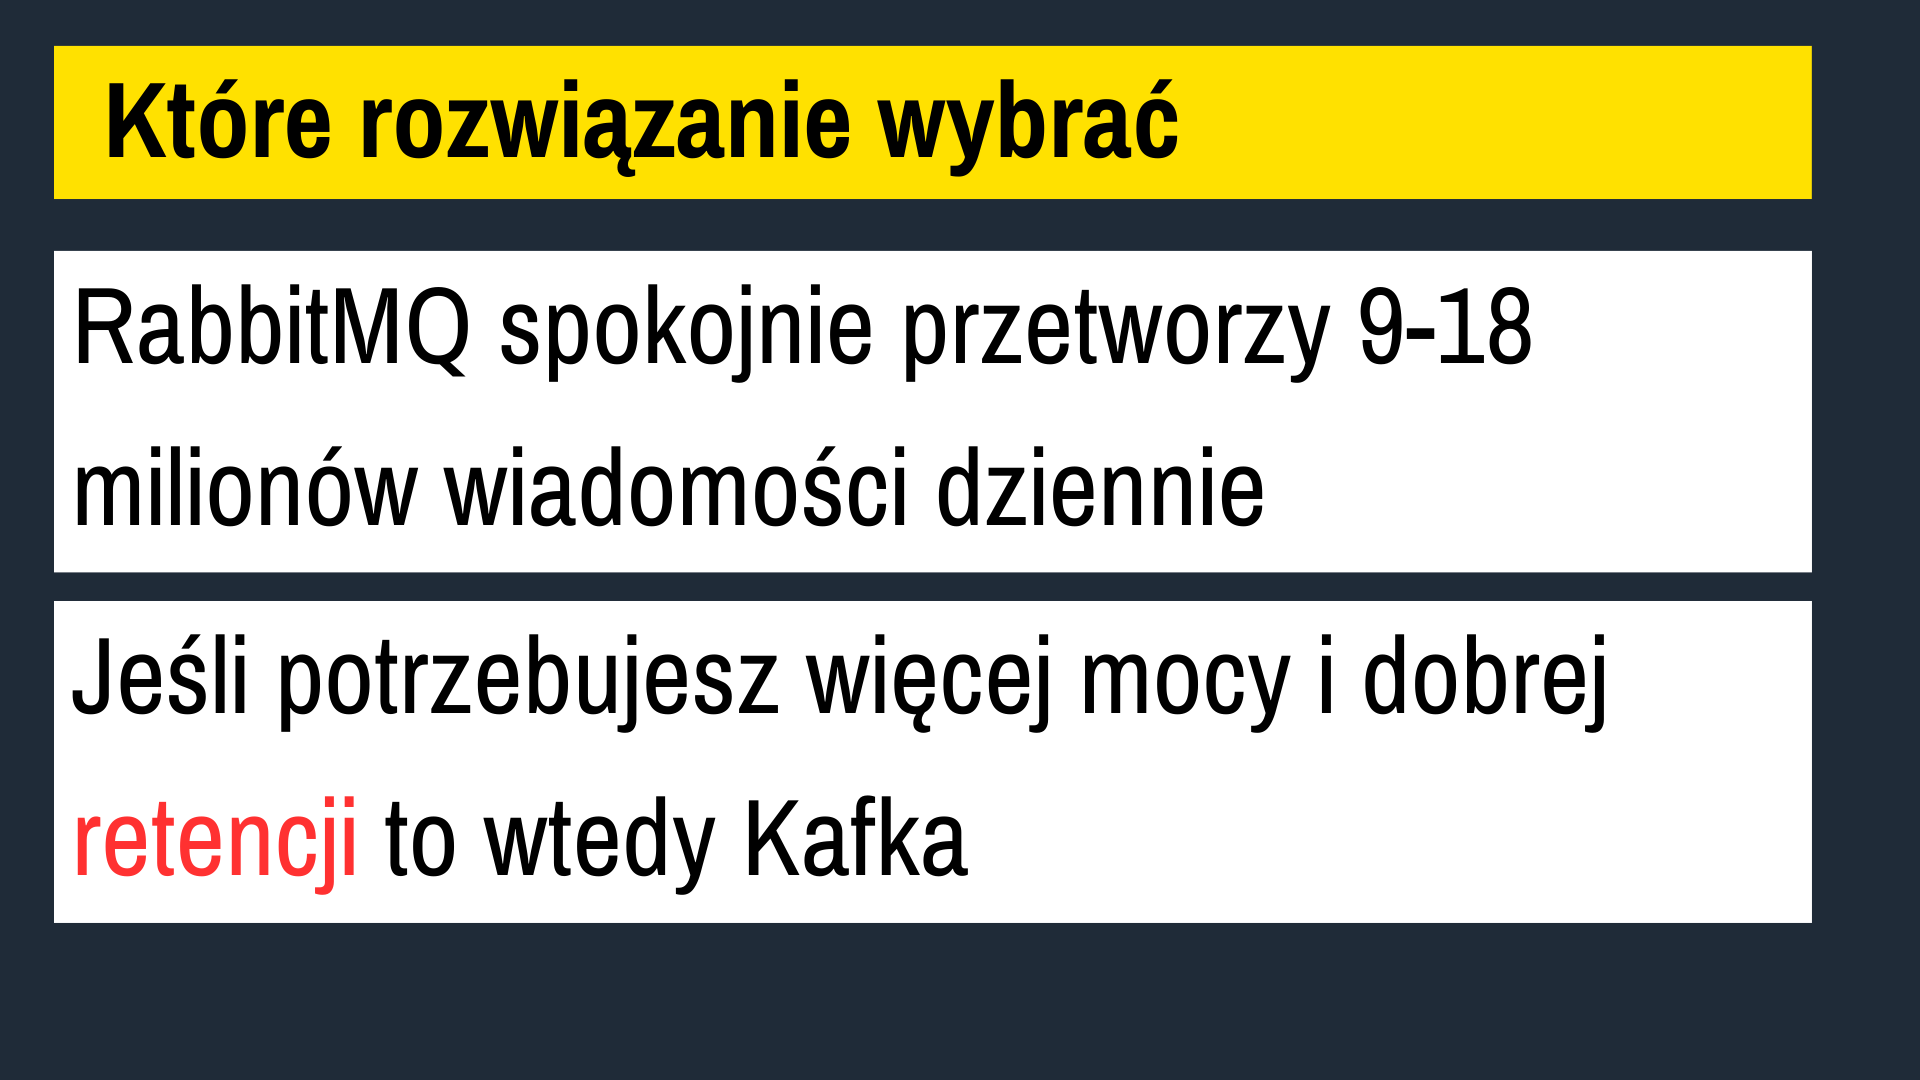 Które rozwiązanie wybrać
RabbitMQ spokojnie przetworzy 9-18
milionów wiadomości dziennie
Jeśli potrzebujesz więcej mocy i dobrej
retencji to wtedy Kafka